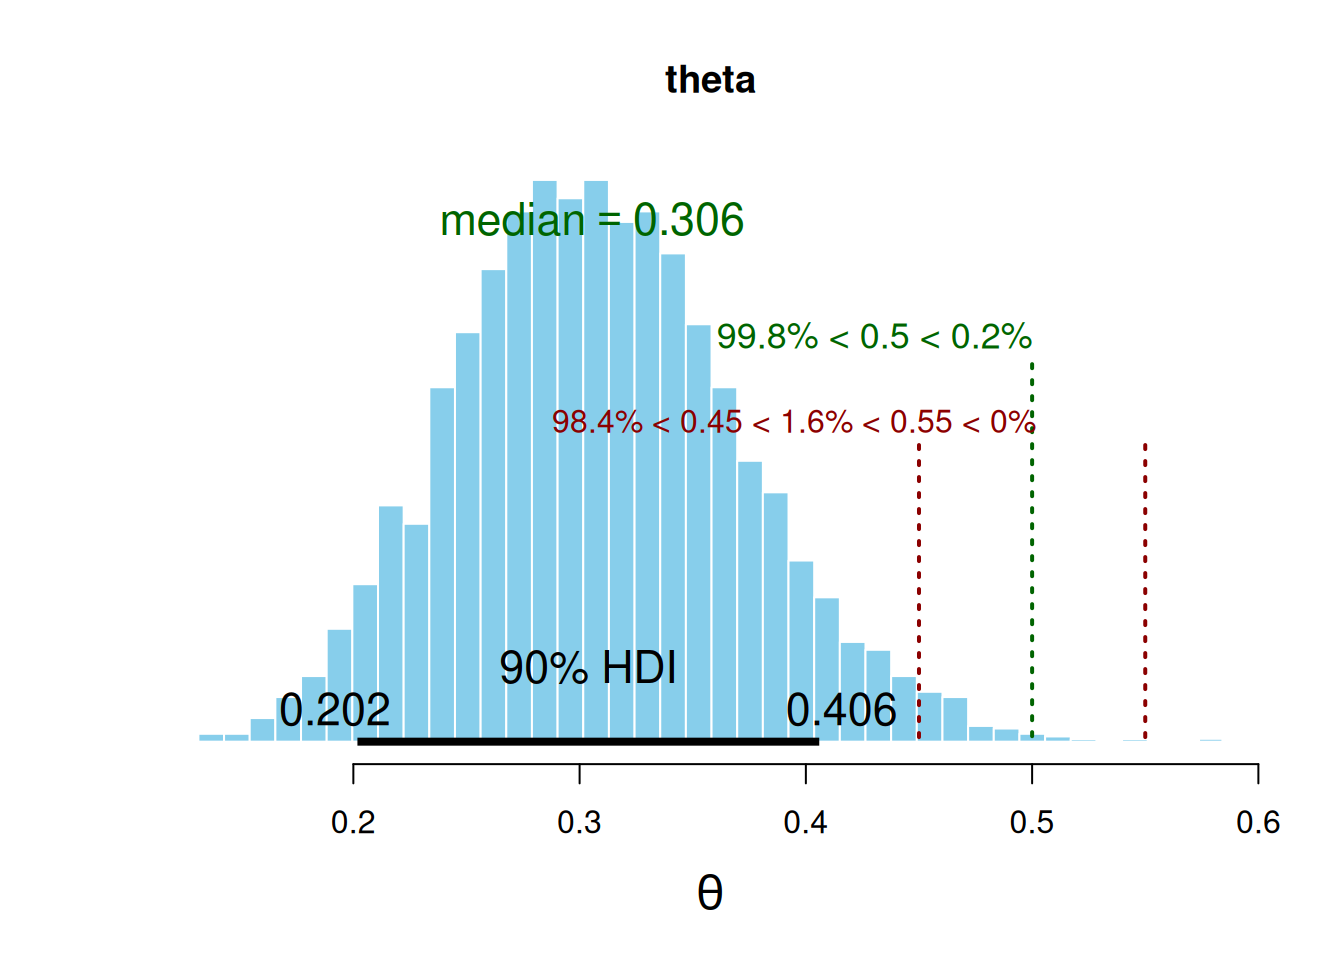 theta
median = 0.306
99.8% < 0.5 < 0.2%
98.4% < 0.45 < 1.6% < 0.55 < 0%
90% HDI
0.202 0.406
0.2 0.3 0.4 0.5 0.6
θ